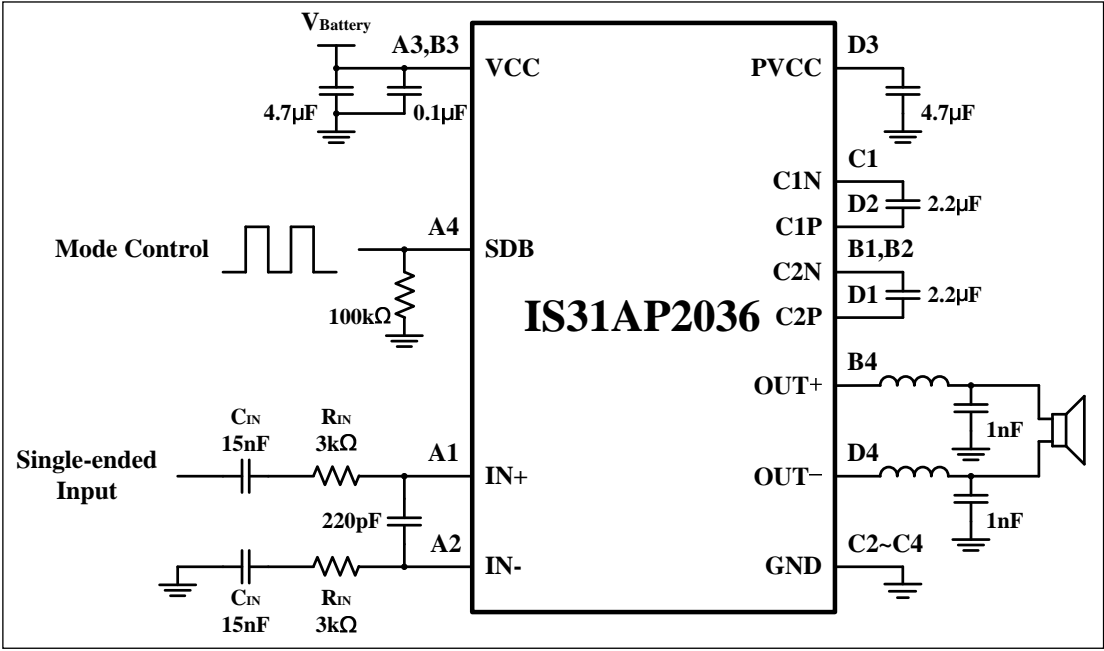 VBattery
A3,B3
VCC
4.7µF
0.1µF
Mode Control
A4
SDB
100kΩ
Single-ended
Input
CIN
15nF
RIN
3kΩ
A1
IN+
220pF
A2
IN-
CIN
15nF
RIN
3kΩ
IS31AP2036
D3
PVCC
4.7µF
C1
C1N
D2
C1P
2.2µF
B1,B2
C2N
D1
C2P
2.2µF
B4
OUT+
1nF
D4
OUT−
1nF
C2~C4
GND